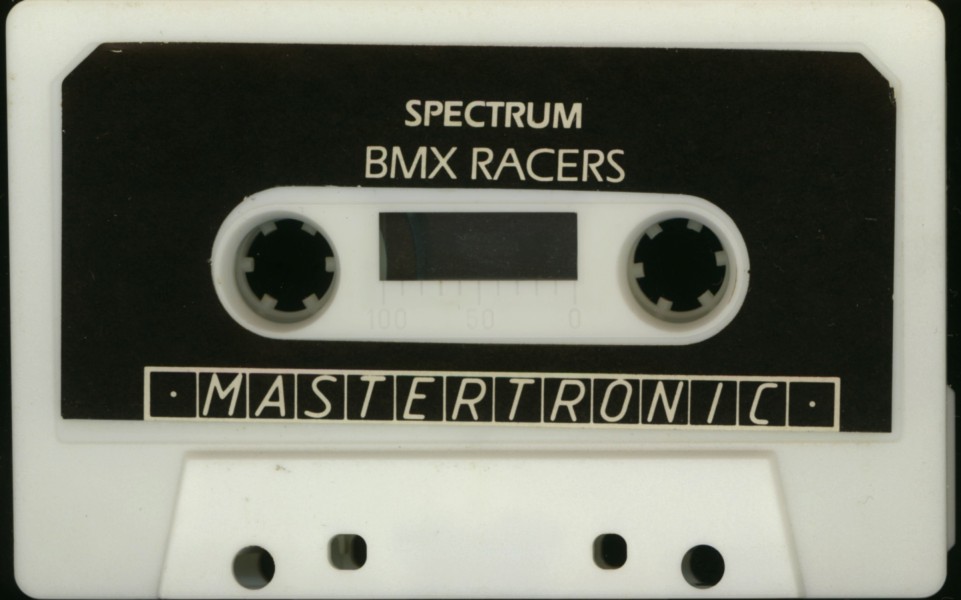 SPECTRUM
BMX RACERS
100 50 0
· MASTERTRONIC ·